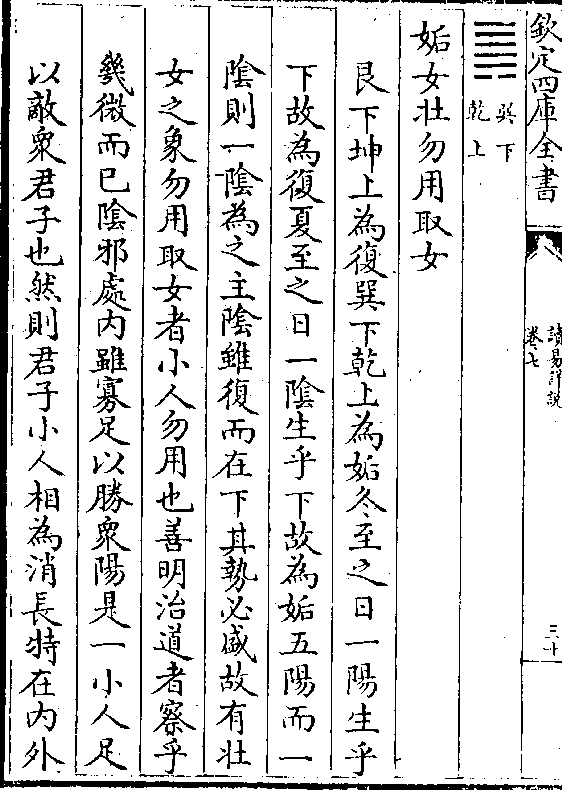 欽定四庫全書
讀易詳說
卷七
三十
䷫
巽下
乾上
姤女壯勿用取女
艮下坤上為復巽下乾上為姤冬至之日一陽生乎
下故為復夏至之日一陰生乎下故為姤五陽而一
陰則一陰為之主陰雖復而在下其勢必盛故有壯
女之象勿用取女者小人勿用也善明治道者察乎
幾微而已陰邪處内雖寡足以勝衆陽是一小人足
以敵衆君子也然則君子小人相為消長特在内外